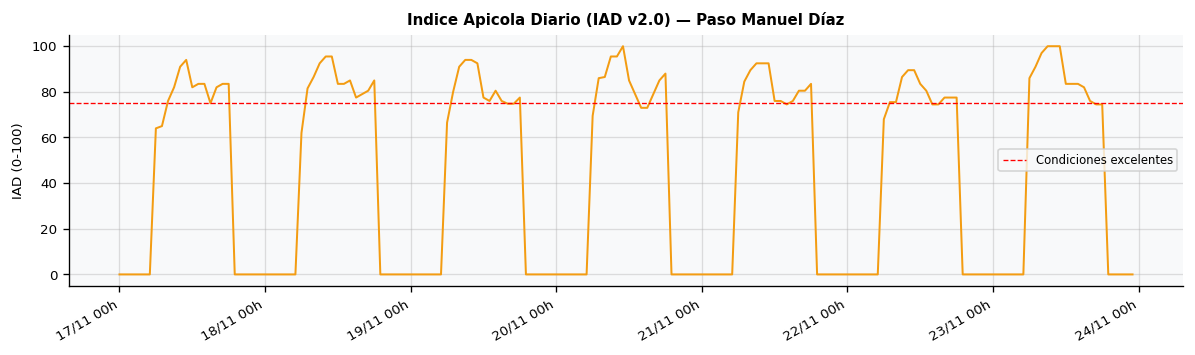 Indice Apicola Diario (IAD v2.0) — Paso Manuel Díaz
IAD (0-100)
100
80
60
40
20
0
Condiciones excelentes
17/11 00h
18/11 00h
19/11 00h
20/11 00h
21/11 00h
22/11 00h
23/11 00h
24/11 00h